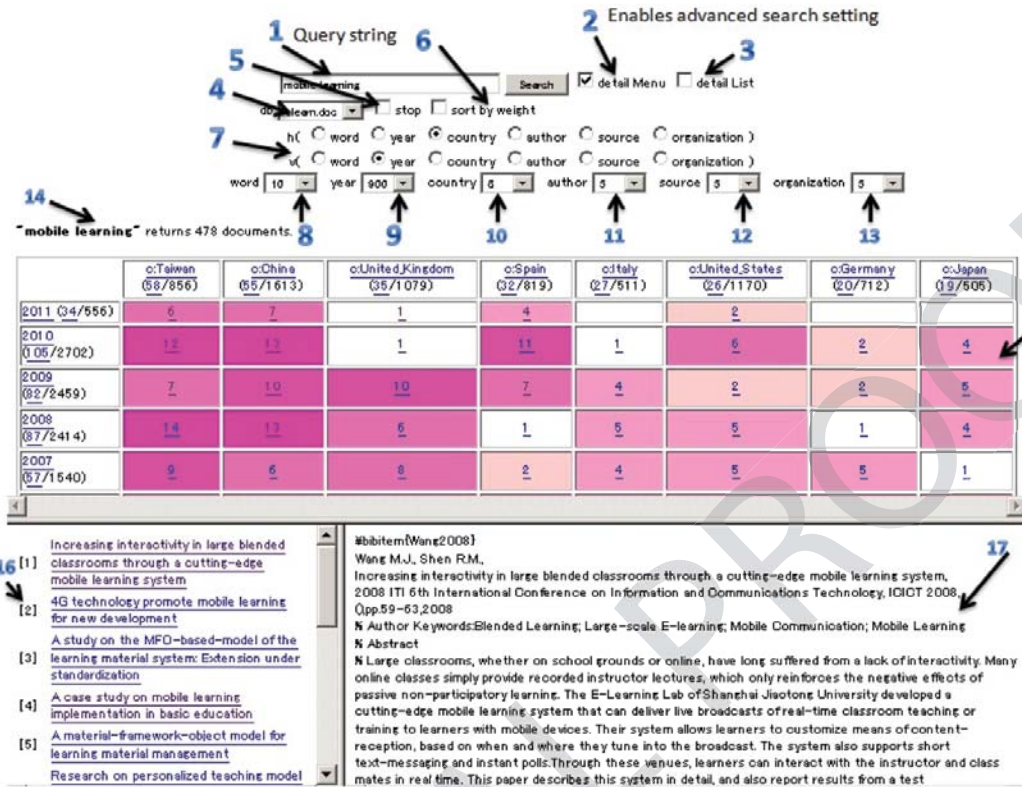 2 Enables advanced search setting
1 Query string 6 3
5
mobile learning Search detail Menu detail List
4
elearn.doc stop sort by weight
7
h( word year country author source organization )
v( word year country author source organization )
word 10 year 900 country 8 author 5 source 5 organization 5
14
8 9 10 11 12 13
"mobile learning" returns 478 documents.
c:Taiwan (58/856) c:China (55/1613) c:United_Kingdom (35/1079) c:Spain (32/819) c:Italy (27/511) c:United_States (26/1170) c:Germany (20/712) c:Japan (19/505)
2011 (34/556) 6 7 1 4 2
2010 (105/2702) 12 13 1 11 1 6 2 4
2009 (82/2459) 7 10 10 7 4 2 2 5
2008 (87/2414) 14 13 6 1 5 5 1 4
2007 (57/1540) 9 6 8 2 4 5 5 1
16
[1] Increasing interactivity in large blended
classrooms through a cutting-edge
mobile learning system
[2] 4G technology promote mobile learning
for new development
[3] A study on the MFO-based-model of the
learning material system: Extension under
standardization
[4] A case study on mobile learning
implementation in basic education
[5] A material-framework-object model for
learning material management
Research on personalized teaching model
17
¥bibitem{Wang2008}
Wang M.J., Shen R.M.,
Increasing interactivity in large blended classrooms through a cutting-edge mobile learning system,
2008 ITI 6th International Conference on Information and Communications Technology, ICICT 2008,
(),pp.59-63,2008
% Author Keywords:Blended Learning; Large-scale E-learning; Mobile Communication; Mobile Learning
% Abstract
% Large classrooms, whether on school grounds or online, have long suffered from a lack of interactivity. Many
online classes simply provide recorded instructor lectures, which only reinforces the negative effects of
passive non-participatory learning. The E-Learning Lab of Shanghai Jiaotong University developed a
cutting-edge mobile learning system that can deliver live broadcasts of real-time classroom teaching or
training to learners with mobile devices. Their system allows learners to customize means of content-
reception, based on when and where they tune into the broadcast. The system also supports short
text-messaging and instant polls.Through these venues, learners can interact with the instructor and class
mates in real time. This paper describes this system in detail, and also report results from a test